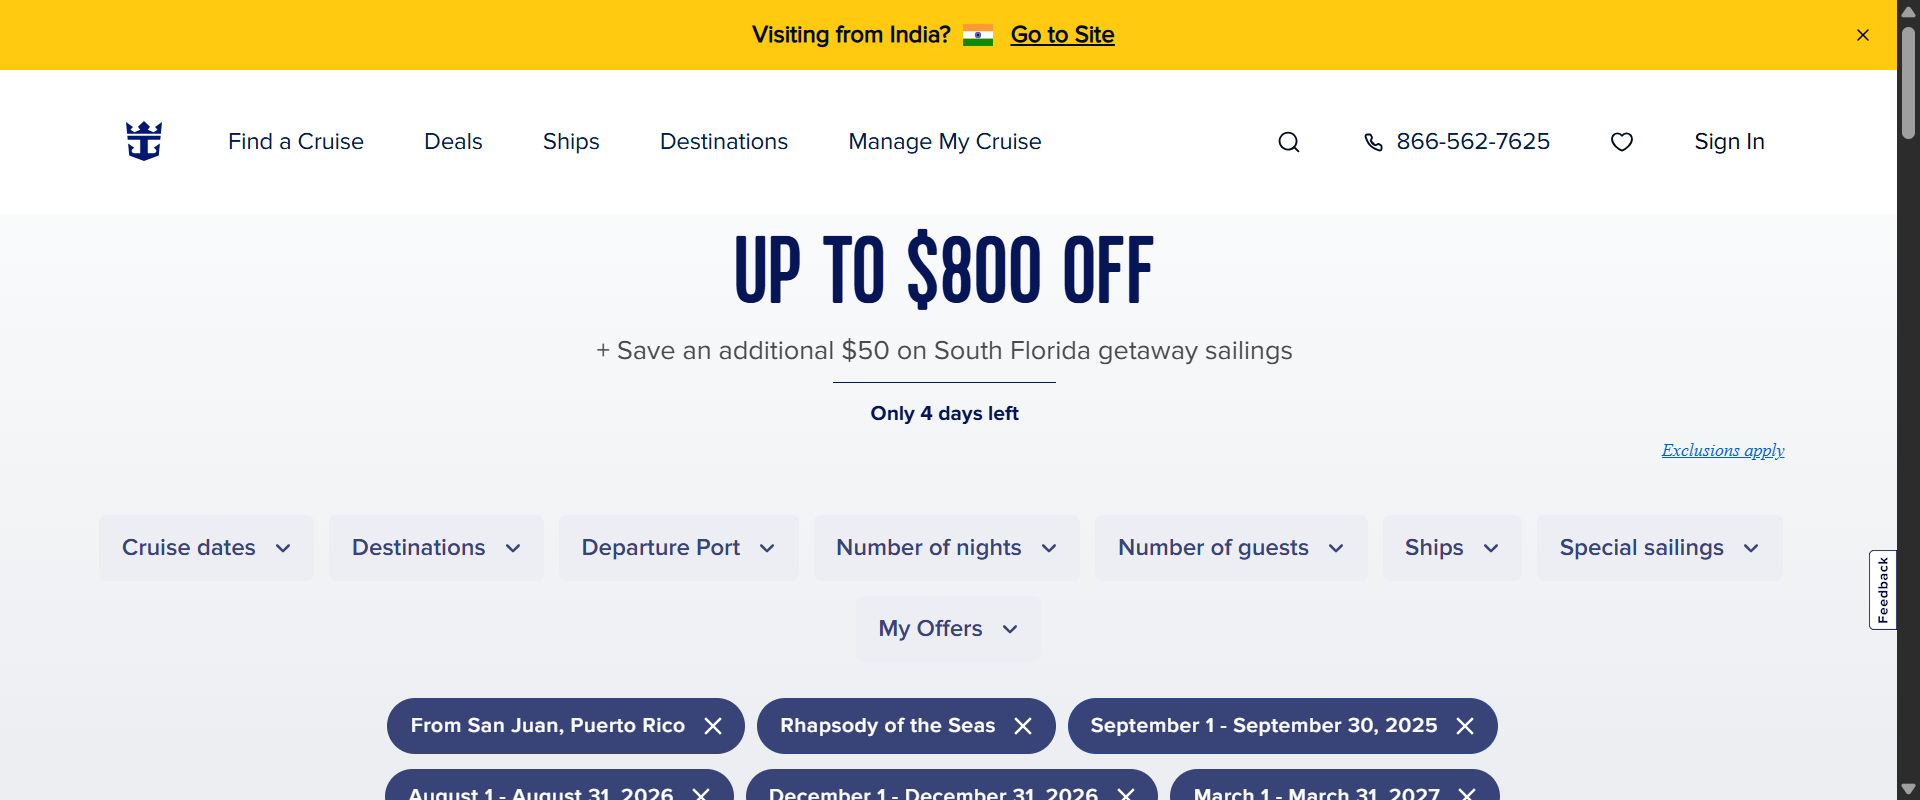 Visiting from India? Go to Site
Find a Cruise Deals Ships Destinations Manage My Cruise 866-562-7625 Sign In
UP TO $800 OFF
+ Save an additional $50 on South Florida getaway sailings
Only 4 days left
Exclusions apply
Cruise dates Destinations Departure Port Number of nights Number of guests Ships Special sailings
Feedback
My Offers
From San Juan, Puerto Rico Rhapsody of the Seas September 1 - September 30, 2025
August 1 - August 31, 2026 December 1 - December 31, 2026 March 1 - March 31, 2027